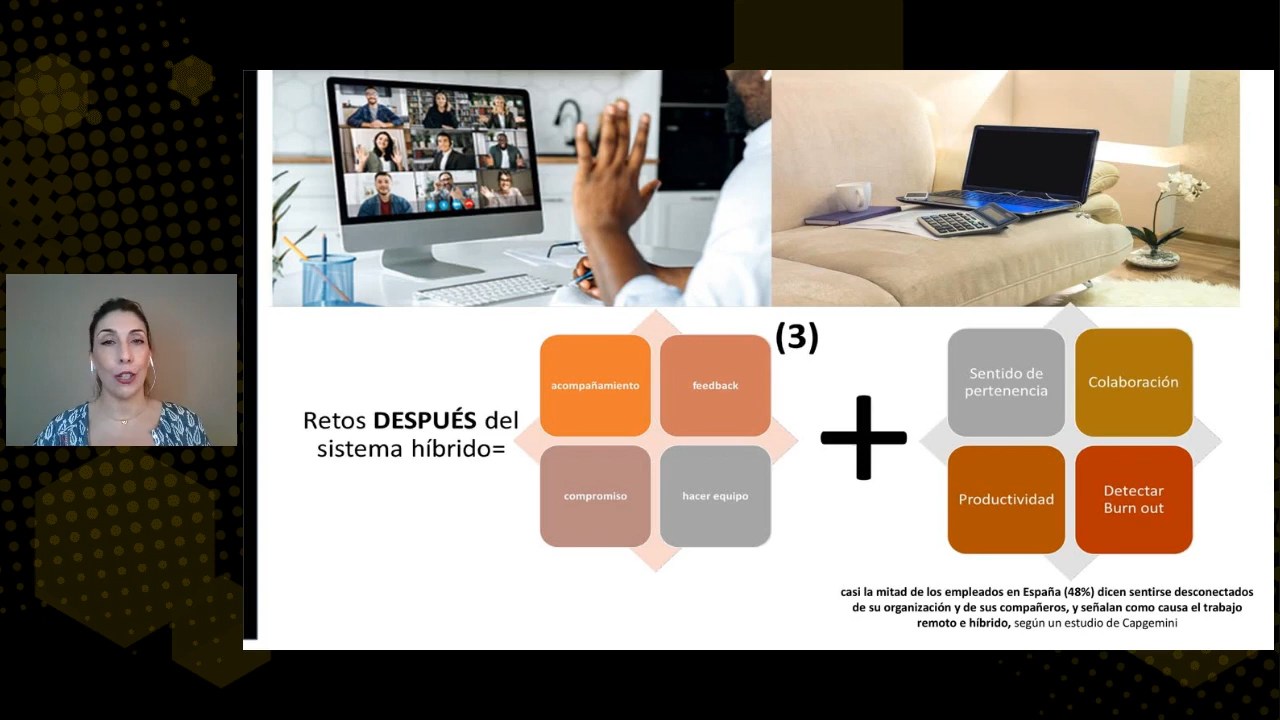 (3)
Retos DESPUÉS del
sistema híbrido=
acompañamiento
feedback
compromiso
hacer equipo
Sentido de
pertenencia
Colaboración
Productividad
Detectar
Burn out
casi la mitad de los empleados en España (48%) dicen sentirse desconectados
de su organización y de sus compañeros, y señalan como causa el trabajo
remoto e híbrido, según un estudio de Capgemini